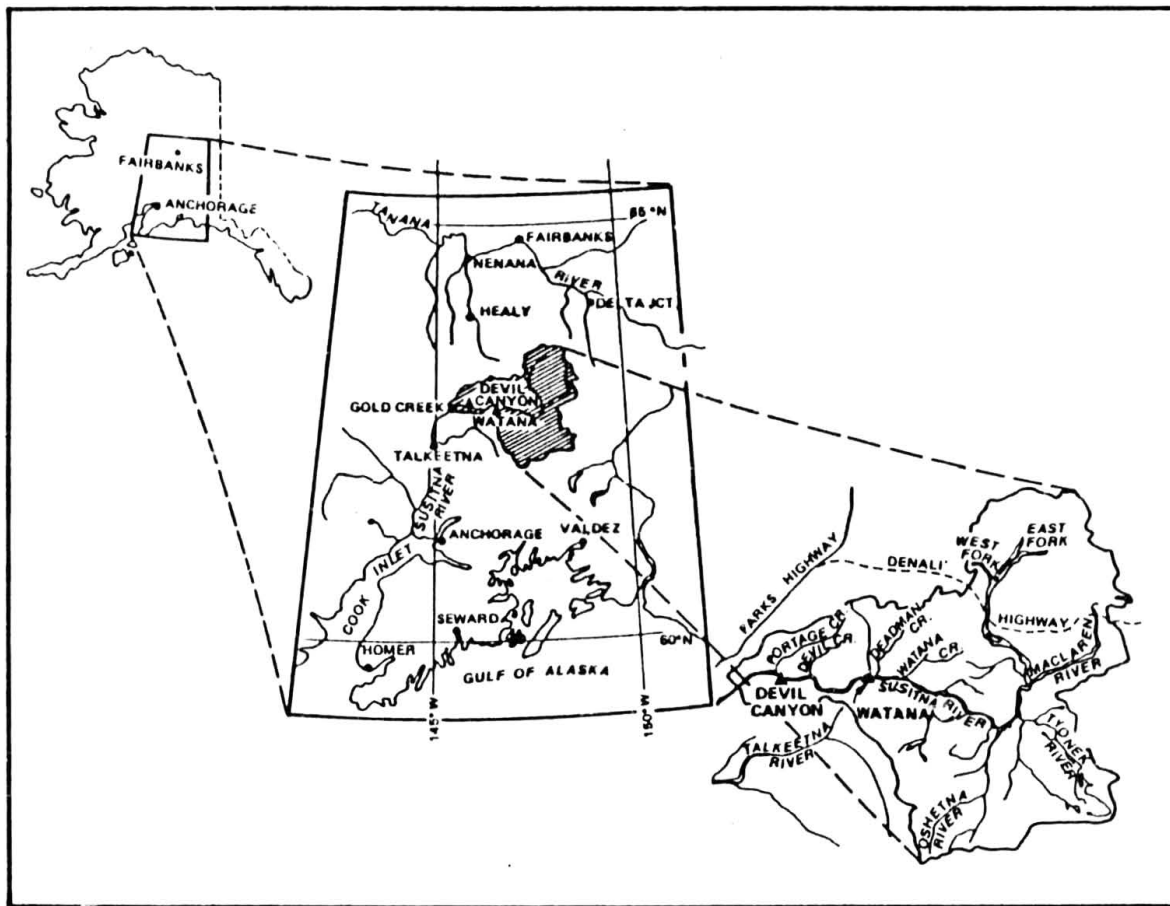 FAIRBANKS
ANCHORAGE
TANANA
65°N
FAIRBANKS
NENANA
RIVER
DELTA JCT.
HEALY
DEVIL
CANYON
GOLD CREEK
WATANA
TALKEETNA
SUSITNA
RIVER
ANCHORAGE
VALDEZ
COOK INLET
SEWARD
60°N
HOMER
GULF OF ALASKA
145°W
150°W
PARKS HIGHWAY
DENALI
HIGHWAY
WEST
FORK
EAST
FORK
PORTAGE CR.
DEVIL CR.
DEADMAN
CR.
WATANA
CR.
MACLAREN
RIVER
SUSITNA RIVER
DEVIL
CANYON
WATANA
TALKEETNA
RIVER
TYONEK
RIVER
OSHETNA
RIVER